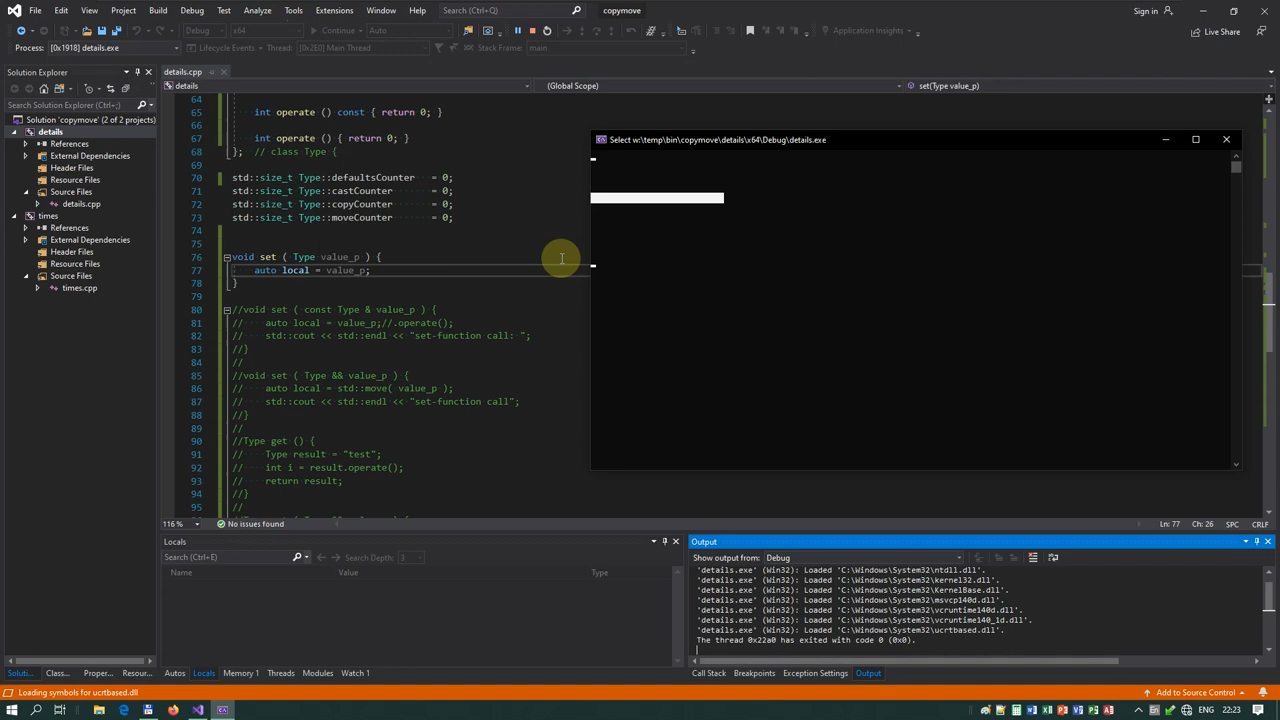 File Edit View Project Build Debug Test Analyze Tools Extensions Window Help Search (Ctrl+Q) copymove Sign in
Debug x64 Continue Auto Application Insights Live Share
Process: [0x1918] details.exe Lifecycle Events Thread: [0x2E0] Main Thread Stack Frame: main
Solution Explorer
Search Solution Explorer (Ctrl+;)
Solution 'copymove' (2 of 2 projects)
details
References
External Dependencies
Header Files
Resource Files
Source Files
details.cpp
times
References
External Dependencies
Header Files
Resource Files
Source Files
times.cpp
Soluti... Class... Proper... Resour...
details.cpp
details (Global Scope) set(Type value_p)
64
65 int operate () const { return 0; }
66
67 int operate () { return 0; }
68 }; // class Type {
69
70 std::size_t Type::defaultsCounter = 0;
71 std::size_t Type::castCounter = 0;
72 std::size_t Type::copyCounter = 0;
73 std::size_t Type::moveCounter = 0;
74
75
76 void set ( Type value_p ) {
77 auto local = value_p;
78 }
79
80 //void set ( const Type & value_p ) {
81 // auto local = value_p;//.operate();
82 // std::cout << std::endl << "set-function call: ";
83 //}
84 //
85 //void set ( Type && value_p ) {
86 // auto local = std::move( value_p );
87 // std::cout << std::endl << "set-function call";
88 //}
89 //
90 //Type get () {
91 // Type result = "test";
92 // int i = result.operate();
93 // return result;
94 //}
95 //
116 % No issues found Ln: 77 Ch: 26 SPC CRLF
Select w:\temp\bin\copymove\details\x64\Debug\details.exe
Locals
Search (Ctrl+E) Search Depth: 3
Name Value Type
Autos Locals Memory 1 Threads Modules Watch 1
Output
Show output from: Debug
'details.exe' (Win32): Loaded 'C:\Windows\System32\ntdll.dll'.
'details.exe' (Win32): Loaded 'C:\Windows\System32\kernel32.dll'.
'details.exe' (Win32): Loaded 'C:\Windows\System32\KernelBase.dll'.
'details.exe' (Win32): Loaded 'C:\Windows\System32\msvcp140d.dll'.
'details.exe' (Win32): Loaded 'C:\Windows\System32\vcruntime140d.dll'.
'details.exe' (Win32): Loaded 'C:\Windows\System32\vcruntime140_1d.dll'.
'details.exe' (Win32): Loaded 'C:\Windows\System32\ucrtbased.dll'.
The thread 0x22a0 has exited with code 0 (0x0).
Call Stack Breakpoints Exception Settings Output
Loading symbols for ucrtbased.dll Add to Source Control
ENG 22:23